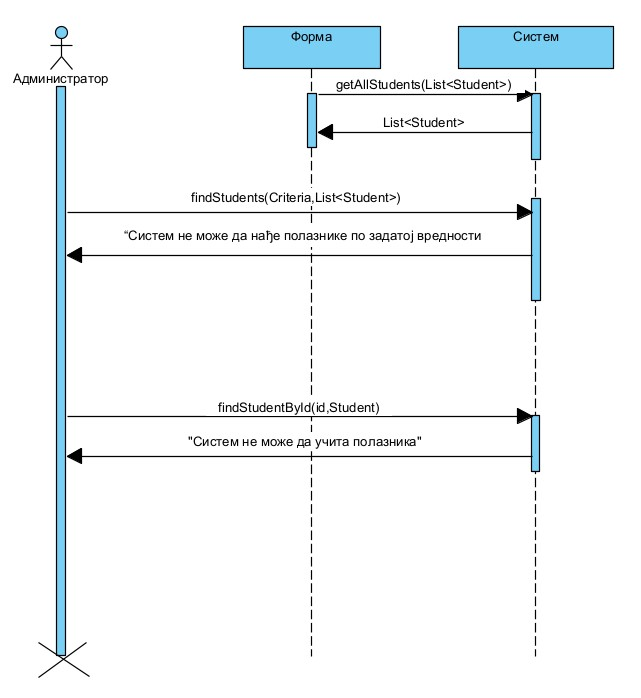 Форма
Систем
Администратор
getAllStudents(List<Student>)
List<Student>
findStudents(Criteria,List<Student>)
“Систем не може да нађе полазнике по задатој вредности
findStudentById(id,Student)
"Систем не може да учита полазника"